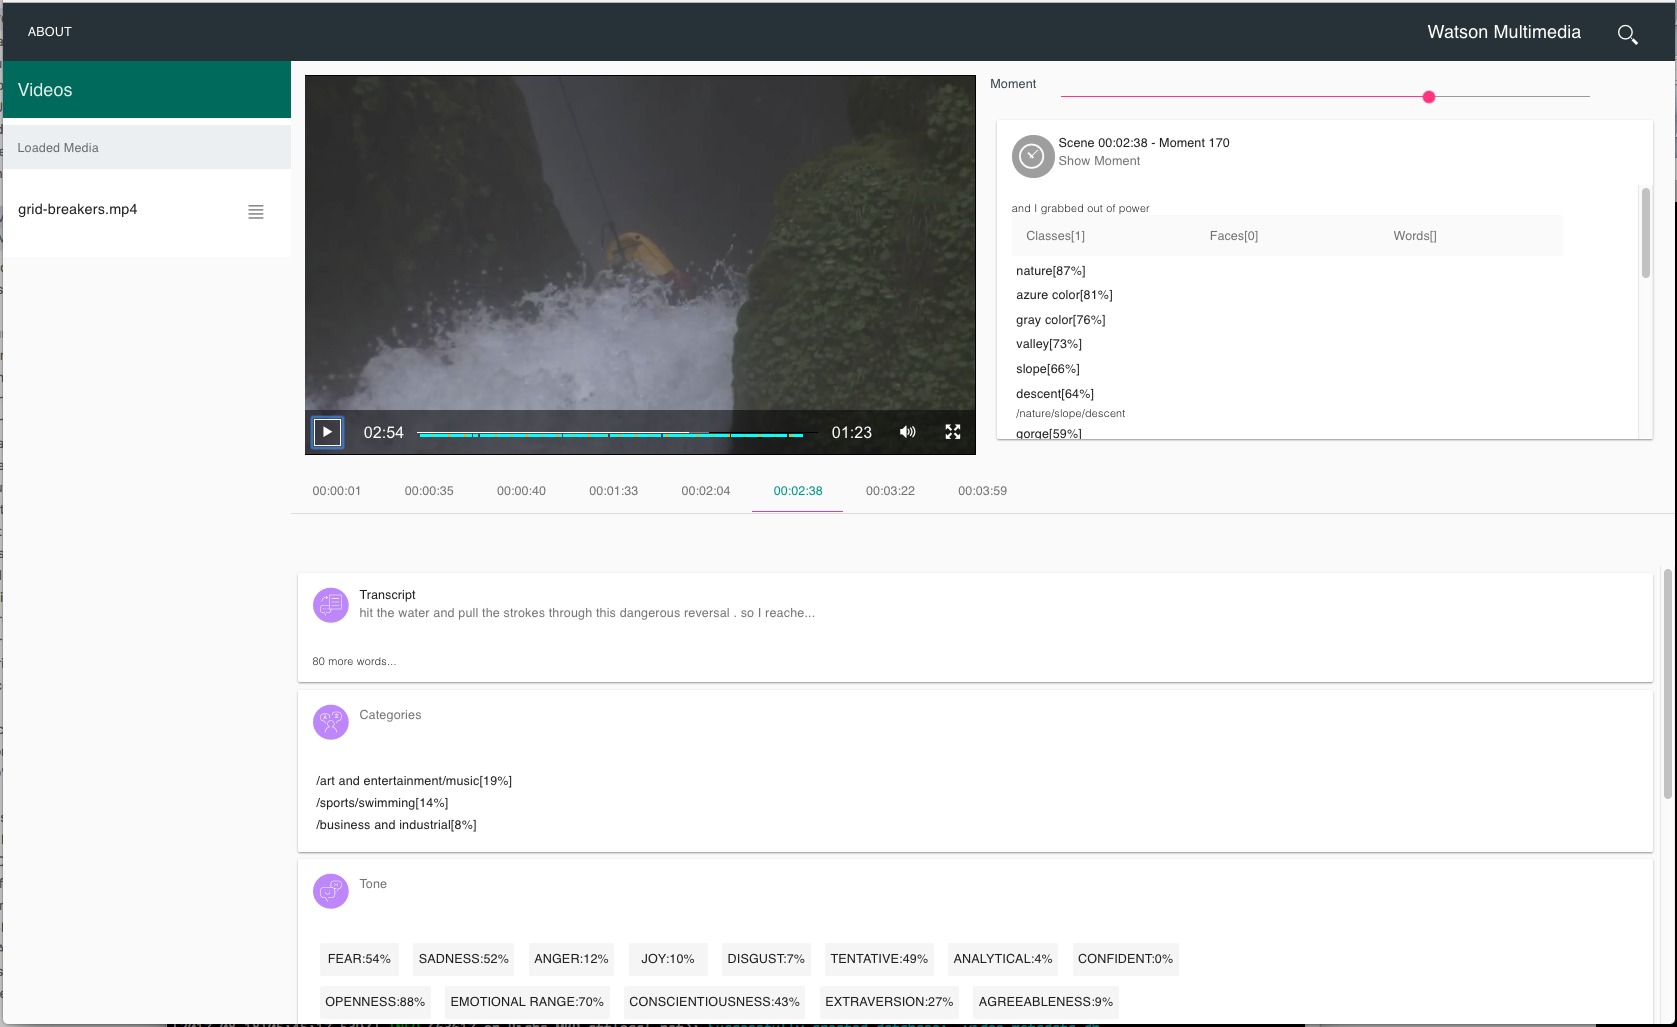 ABOUT
Watson Multimedia
Videos
Loaded Media
grid-breakers.mp4
02:54
01:23
Moment
Scene 00:02:38 - Moment 170
Show Moment
and I grabbed out of power
Classes[1] Faces[0] Words[]
nature[87%]
azure color[81%]
gray color[76%]
valley[73%]
slope[66%]
descent[64%]
/nature/slope/descent
gorge[59%]
00:00:01 00:00:35 00:00:40 00:01:33 00:02:04 00:02:38 00:03:22 00:03:59
Transcript
hit the water and pull the strokes through this dangerous reversal . so I reache...
80 more words...
Categories
/art and entertainment/music[19%]
/sports/swimming[14%]
/business and industrial[8%]
Tone
FEAR:54% SADNESS:52% ANGER:12% JOY:10% DISGUST:7% TENTATIVE:49% ANALYTICAL:4% CONFIDENT:0%
OPENNESS:88% EMOTIONAL RANGE:70% CONSCIENTIOUSNESS:43% EXTRAVERSION:27% AGREEABLENESS:9%